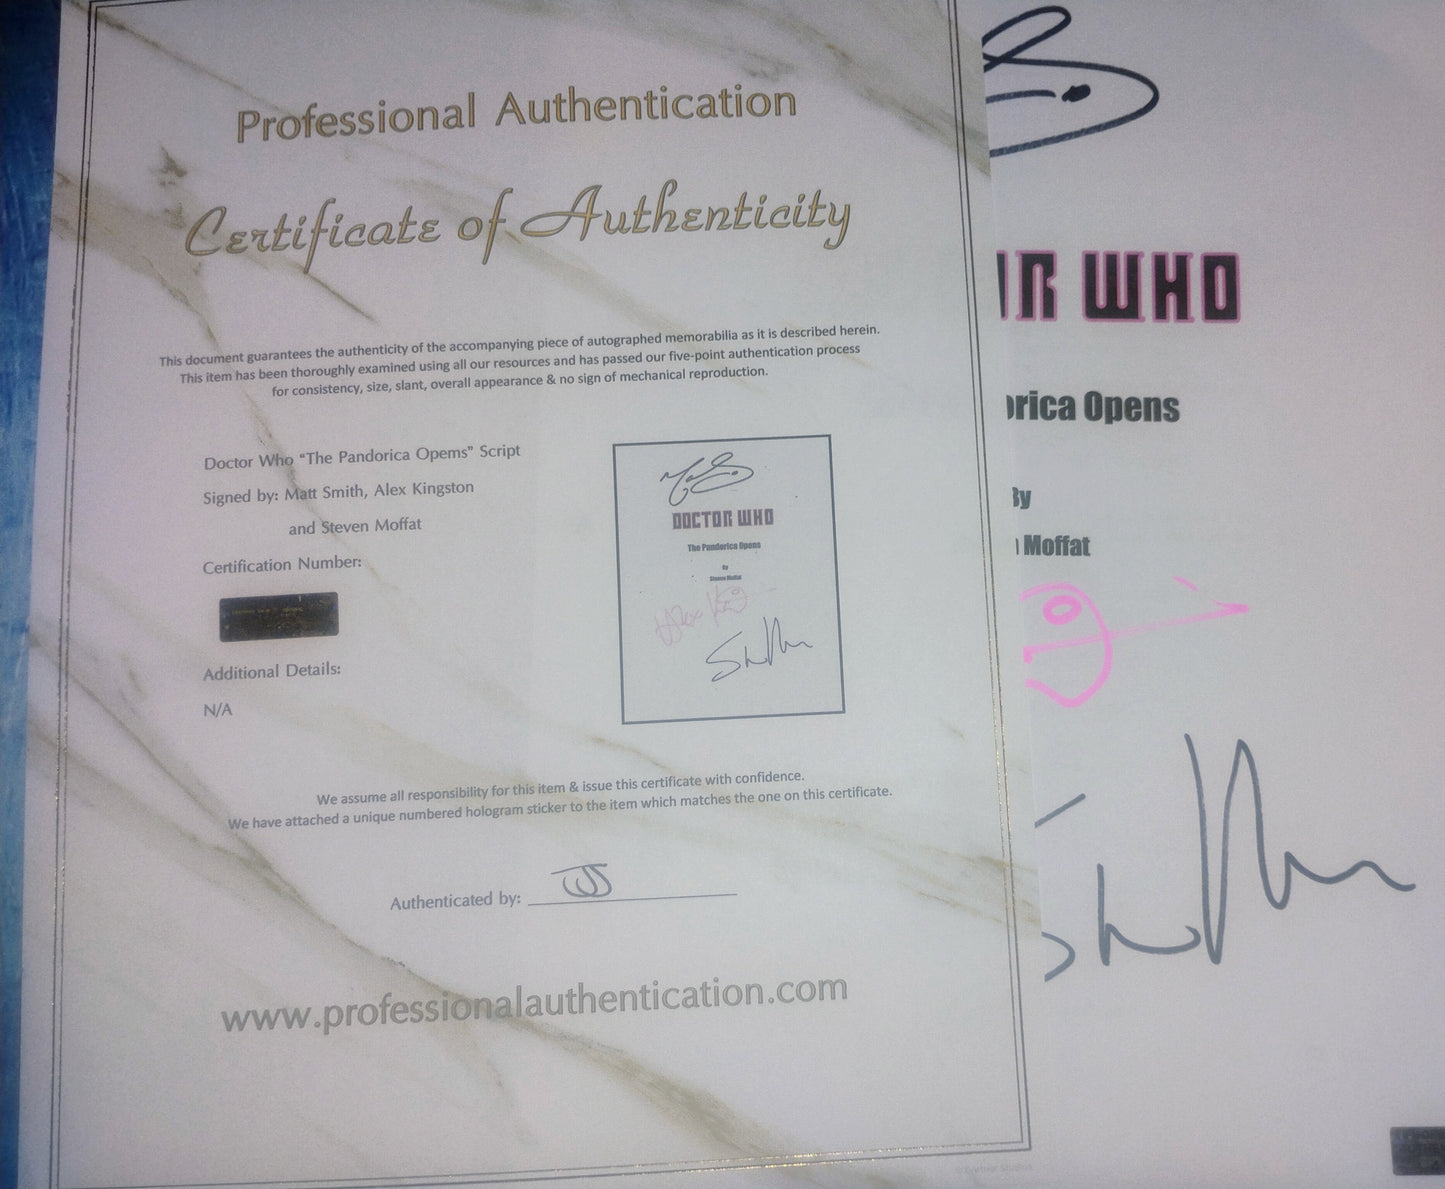 Professional Authentication
Certificate of Authenticity
This document guarantees the authenticity of the accompanying piece of autographed memorabilia as it is described herein.
This item has been thoroughly examined using all our resources and has passed our five-point authentication process
for consistency, size, slant, overall appearance & no sign of mechanical reproduction.
Doctor Who “The Pandorica Opems” Script
Signed by: Matt Smith, Alex Kingston
and Steven Moffat
Certification Number:
Additional Details:
N/A
DOCTOR WHO
The Pandorica Opens
By
Steven Moffat
We assume all responsibility for this item & issue this certificate with confidence.
We have attached a unique numbered hologram sticker to the item which matches the one on this certificate.
Authenticated by:
www.professionalauthentication.com
OR WHO
orica Opens
By
Moffat